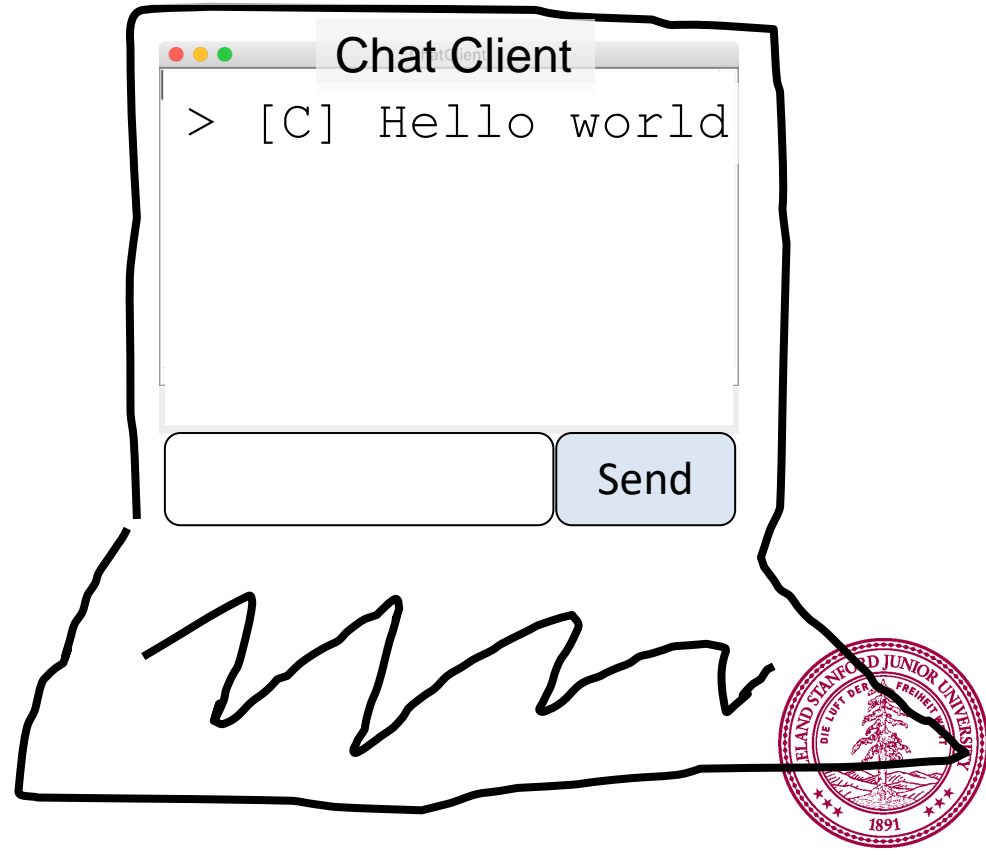 Chat Client
> [C] Hello world
Send
LELAND STANFORD JUNIOR UNIVERSITY
DIE LUFT DER FREIHEIT WEHT
1891